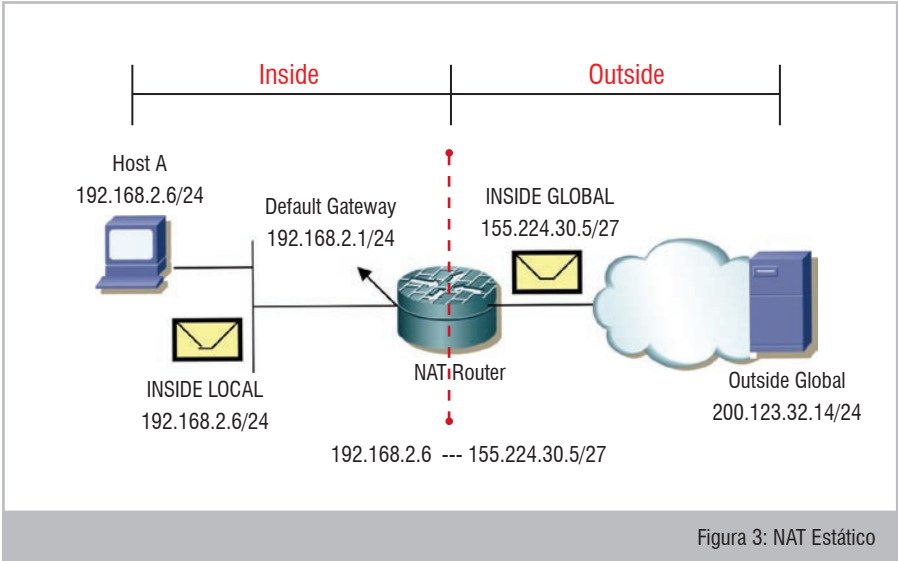 Inside
Outside
Host A
192.168.2.6/24
Default Gateway
192.168.2.1/24
INSIDE GLOBAL
155.224.30.5/27
INSIDE LOCAL
192.168.2.6/24
NAT Router
Outside Global
200.123.32.14/24
192.168.2.6 --- 155.224.30.5/27
Figura 3: NAT Estático